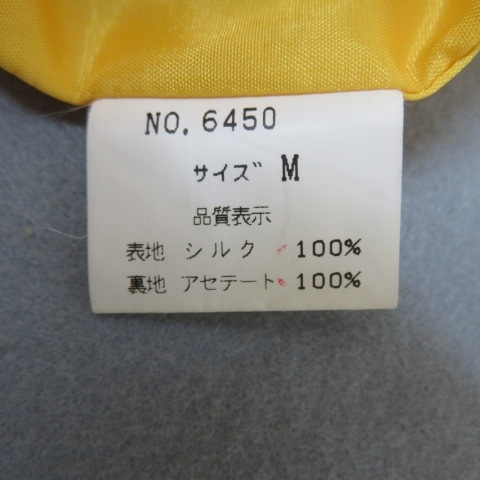 NO.6450
サイズ M
品質表示
表地 シルク 100%
裏地 アセテート 100%